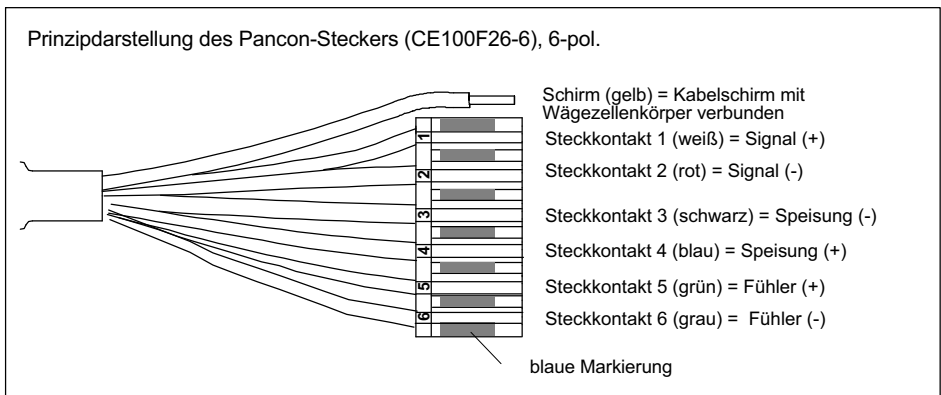 Prinzipdarstellung des Pancon-Steckers (CE100F26-6), 6-pol.
Schirm (gelb) = Kabelschirm mit
Wägezellenkörper verbunden
1
Steckkontakt 1 (weiß) = Signal (+)
2
Steckkontakt 2 (rot) = Signal (-)
3
Steckkontakt 3 (schwarz) = Speisung (-)
4
Steckkontakt 4 (blau) = Speisung (+)
5
Steckkontakt 5 (grün) = Fühler (+)
6
Steckkontakt 6 (grau) = Fühler (-)
blaue Markierung